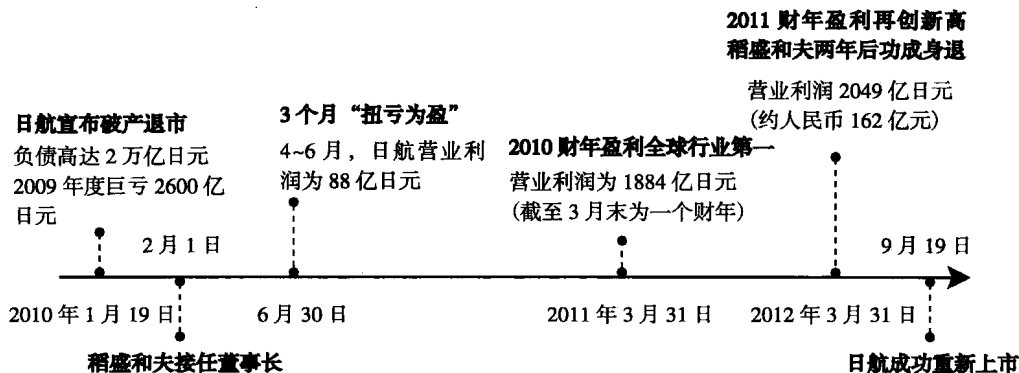 日航宣布破产退市
负债高达 2 万亿日元
2009 年度巨亏 2600 亿
日元
2010 年 1 月 19 日
2 月 1 日
稻盛和夫接任董事长
3 个月“扭亏为盈”
4~6 月，日航营业利
润为 88 亿日元
6 月 30 日
2010 财年盈利全球行业第一
营业利润为 1884 亿日元
(截至 3 月末为一个财年)
2011 年 3 月 31 日
2011 财年盈利再创新高
稻盛和夫两年后功成身退
营业利润 2049 亿日元
(约人民币 162 亿元)
2012 年 3 月 31 日
9 月 19 日
日航成功重新上市